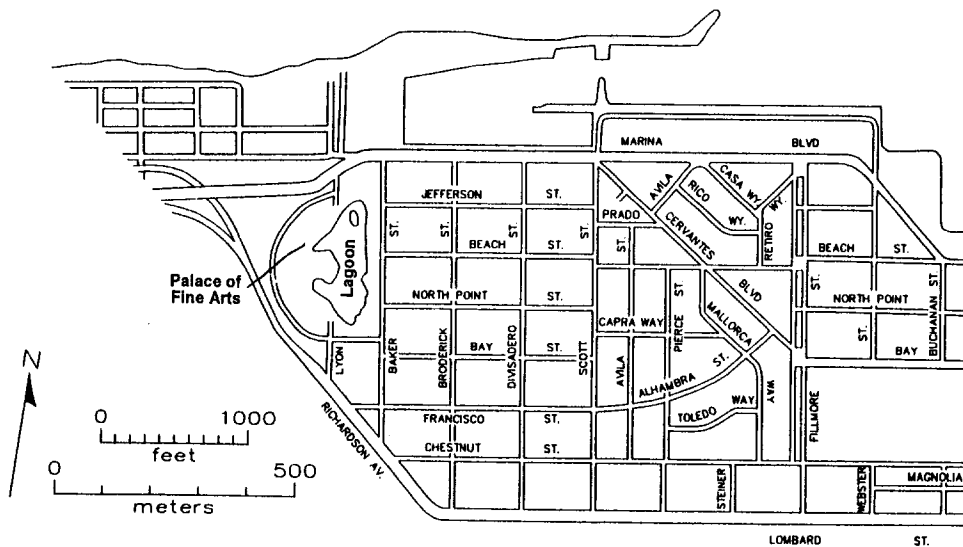 MARINA BLVD
JEFFERSON ST.
AVILA
RICO WY.
CASA WY.
RETIRO WY.
PRADO ST.
CERVANTES BLVD
BEACH ST.
BEACH ST.
Palace of
Fine Arts
Lagoon
NORTH POINT ST.
NORTH POINT
CAPRA WAY
PIERCE ST
MALLORCA WAY
BAY ST.
BAY ST.
LYON
BAKER ST.
BRODERICK ST.
DIVISADERO ST.
SCOTT ST.
AVILA
ALHAMBRA ST.
FILLMORE ST.
BUCHANAN ST.
N
0 1000
feet
0 500
meters
RICHARDSON AV.
FRANCISCO ST.
TOLEDO WAY
CHESTNUT ST.
STEINER
WEBSTER
MAGNOLIA
LOMBARD ST.